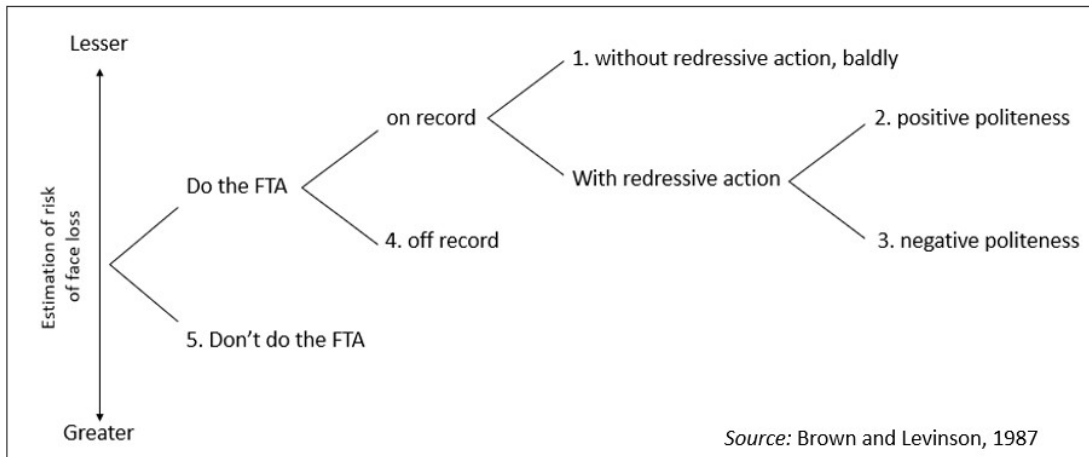 Lesser
1. without redressive action, baldly
on record
2. positive politeness
Do the FTA
With redressive action
Estimation of risk
of face loss
4. off record
3. negative politeness
5. Don’t do the FTA
Greater
Source: Brown and Levinson, 1987